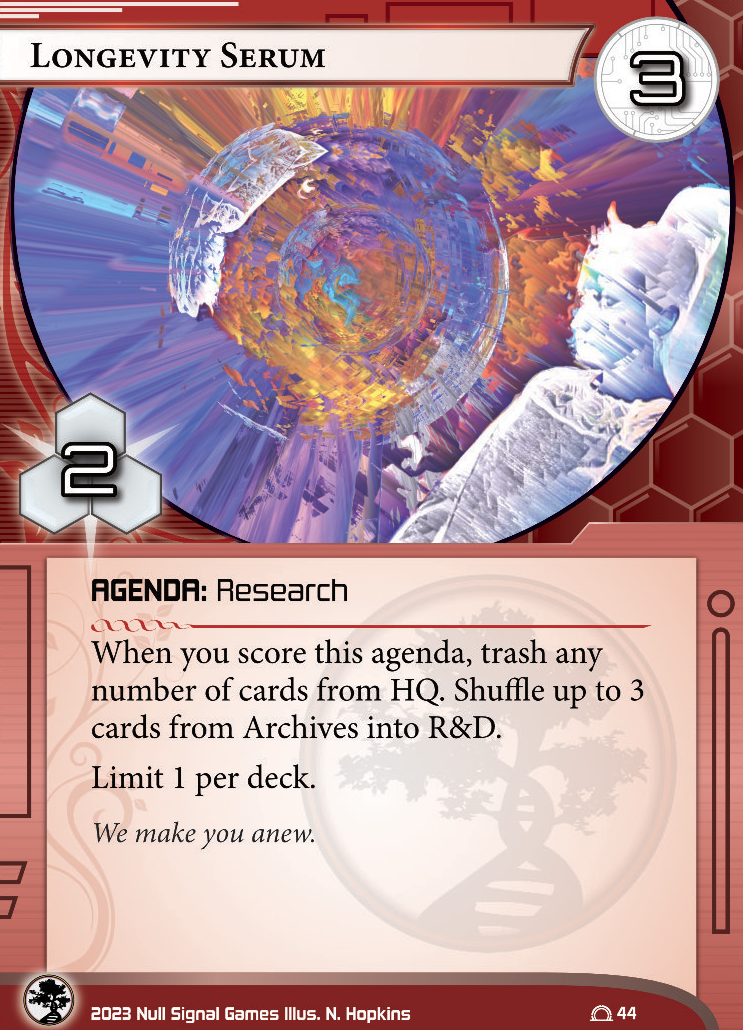 Longevity Serum
3
2
AGENDA: Research
When you score this agenda, trash any
number of cards from HQ. Shuffle up to 3
cards from Archives into R&D.
Limit 1 per deck.
We make you anew.
2023 Null Signal Games Illus. N. Hopkins
44